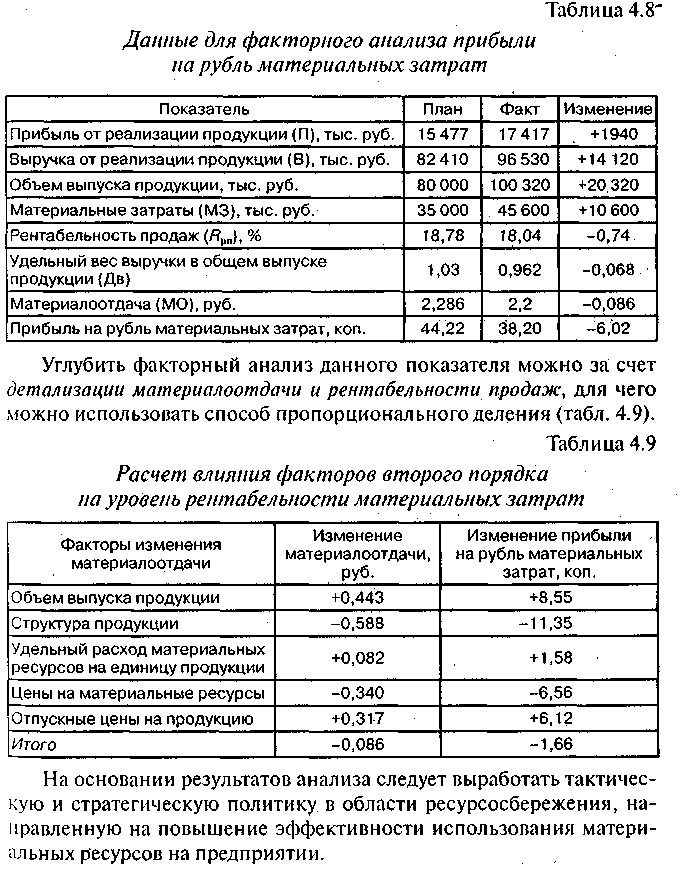 Таблица 4.8
Данные для факторного анализа прибыли
на рубль материальных затрат
Показатель План Факт Изменение
Прибыль от реализации продукции (П), тыс. руб. 15 477 17 417 +1940
Выручка от реализации продукции (В), тыс. руб. 82 410 96 530 +14 120
Объем выпуска продукции, тыс. руб. 80 000 100 320 +20 320
Материальные затраты (МЗ), тыс. руб. 35 000 45 600 +10 600
Рентабельность продаж (Rрп), % 18,78 18,04 –0,74
Удельный вес выручки в общем выпуске
продукции (Дв) 1,03 0,962 –0,068
Материалоотдача (МО), руб. 2,286 2,2 –0,086
Прибыль на рубль материальных затрат, коп. 44,22 38,20 –6,02
Углубить факторный анализ данного показателя можно за счет
детализации материалоотдачи и рентабельности продаж, для чего
можно использовать способ пропорционального деления (табл. 4.9).
Таблица 4.9
Расчет влияния факторов второго порядка
на уровень рентабельности материальных затрат
Факторы изменения
материалоотдачи
Изменение
материалоотдачи,
руб.
Изменение прибыли
на рубль материальных
затрат, коп.
Объем выпуска продукции +0,443 +8,55
Структура продукции –0,588 –11,35
Удельный расход материальных
ресурсов на единицу продукции +0,082 +1,58
Цены на материальные ресурсы –0,340 –6,56
Отпускные цены на продукцию +0,317 +6,12
Итого –0,086 –1,66
На основании результатов анализа следует выработать тактичес-
кую и стратегическую политику в области ресурсосбережения, на-
правленную на повышение эффективности использования матери-
альных ресурсов на предприятии.